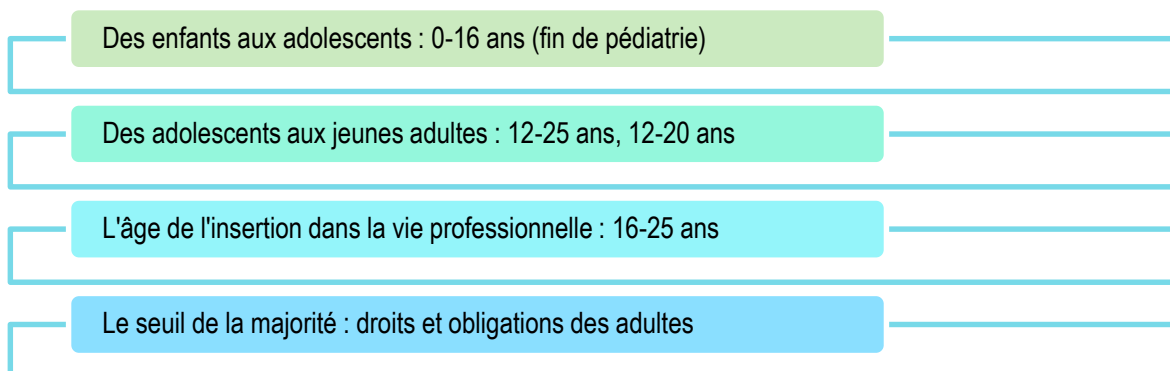 Des enfants aux adolescents : 0-16 ans (fin de pédiatrie)
Des adolescents aux jeunes adultes : 12-25 ans, 12-20 ans
L'âge de l'insertion dans la vie professionnelle : 16-25 ans
Le seuil de la majorité : droits et obligations des adultes